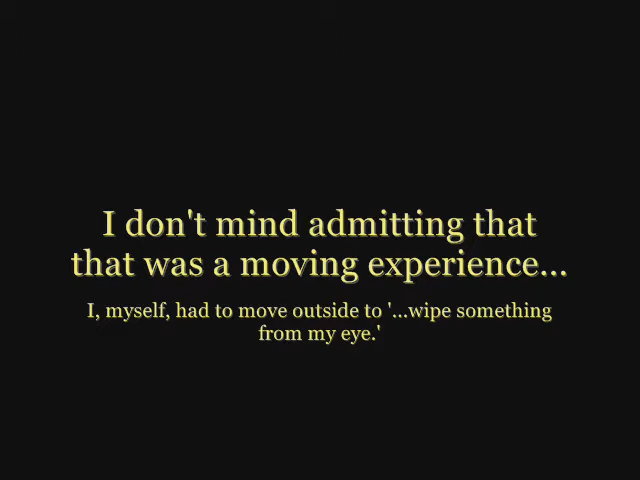 I don't mind admitting that
that was a moving experience...
I, myself, had to move outside to '...wipe something
from my eye.'